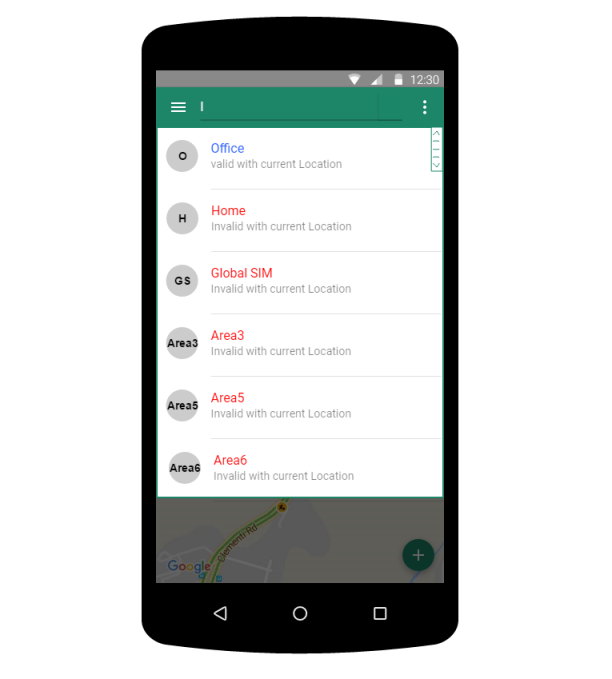 12:30
O
Office
valid with current Location
H
Home
Invalid with current Location
GS
Global SIM
Invalid with current Location
Area3
Area3
Invalid with current Location
Area5
Area5
Invalid with current Location
Area6
Area6
Invalid with current Location
Clementi Rd
Google